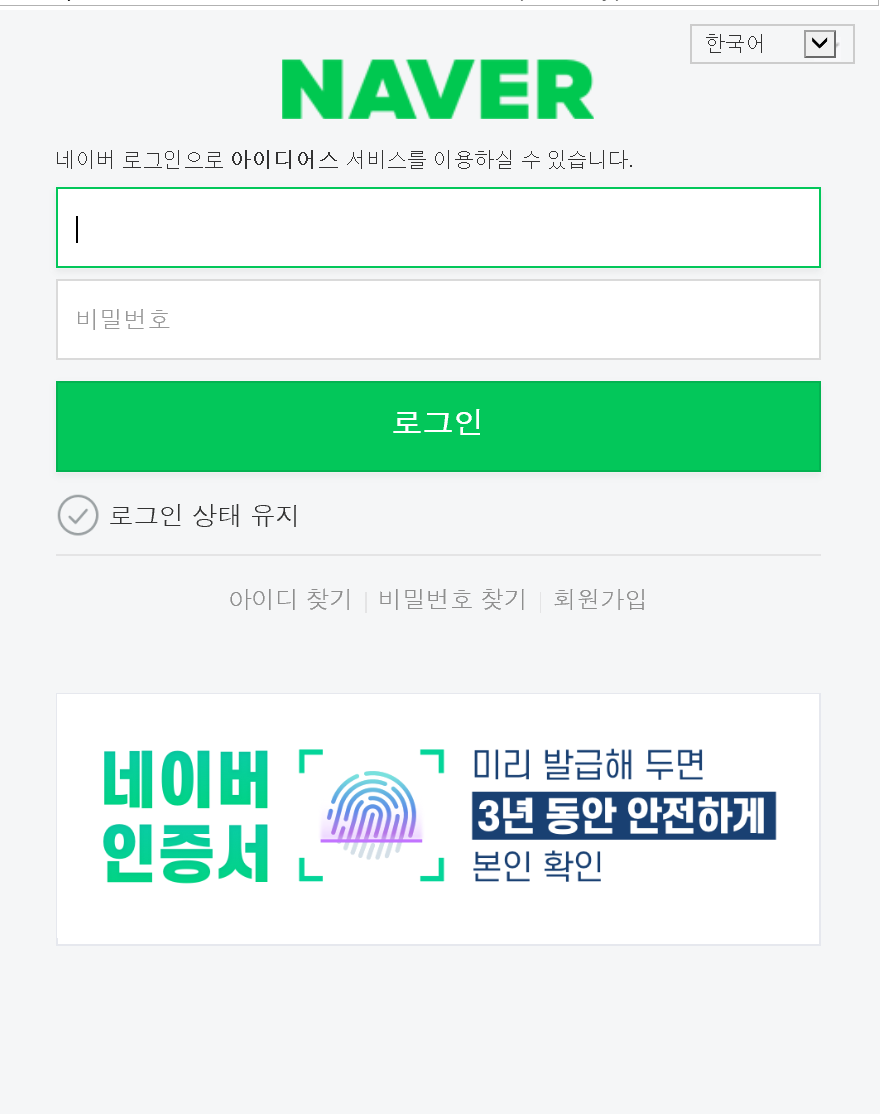 한국어
NAVER
네이버 로그인으로 아이디어스 서비스를 이용하실 수 있습니다.
비밀번호
로그인
로그인 상태 유지
아이디 찾기 | 비밀번호 찾기 | 회원가입
네이버
인증서
미리 발급해 두면
3년 동안 안전하게
본인 확인